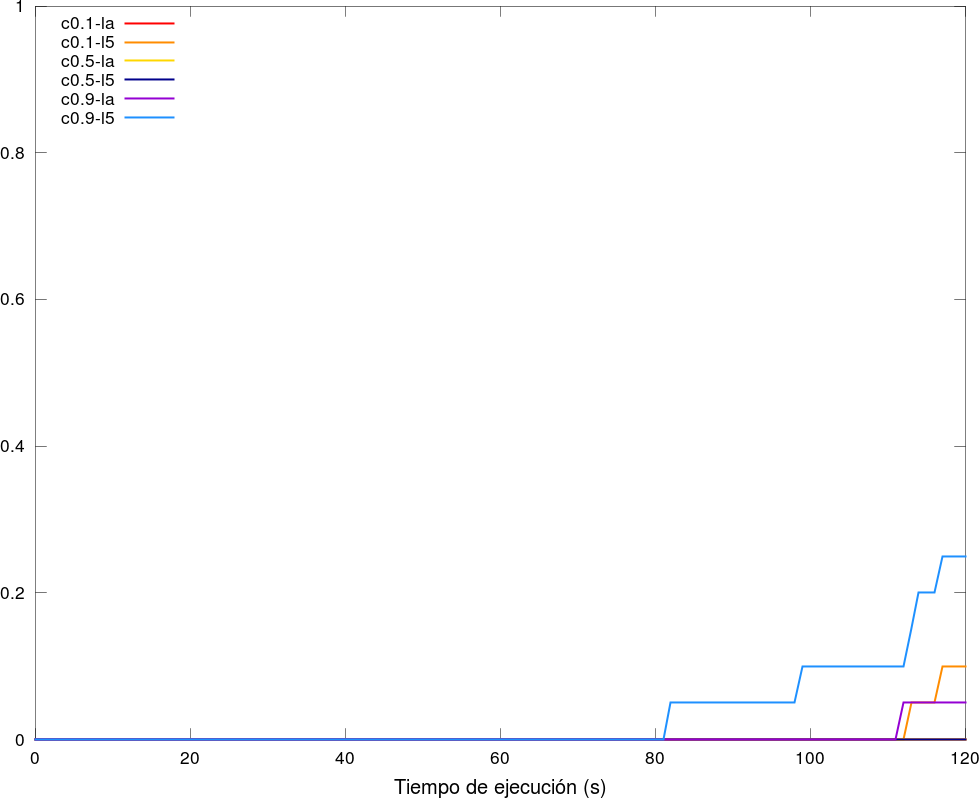 1
0.8
0.6
0.4
0.2
0
c0.1-la
c0.1-l5
c0.5-la
c0.5-l5
c0.9-la
c0.9-l5
0 20 40 60 80 100 120
Tiempo de ejecución (s)